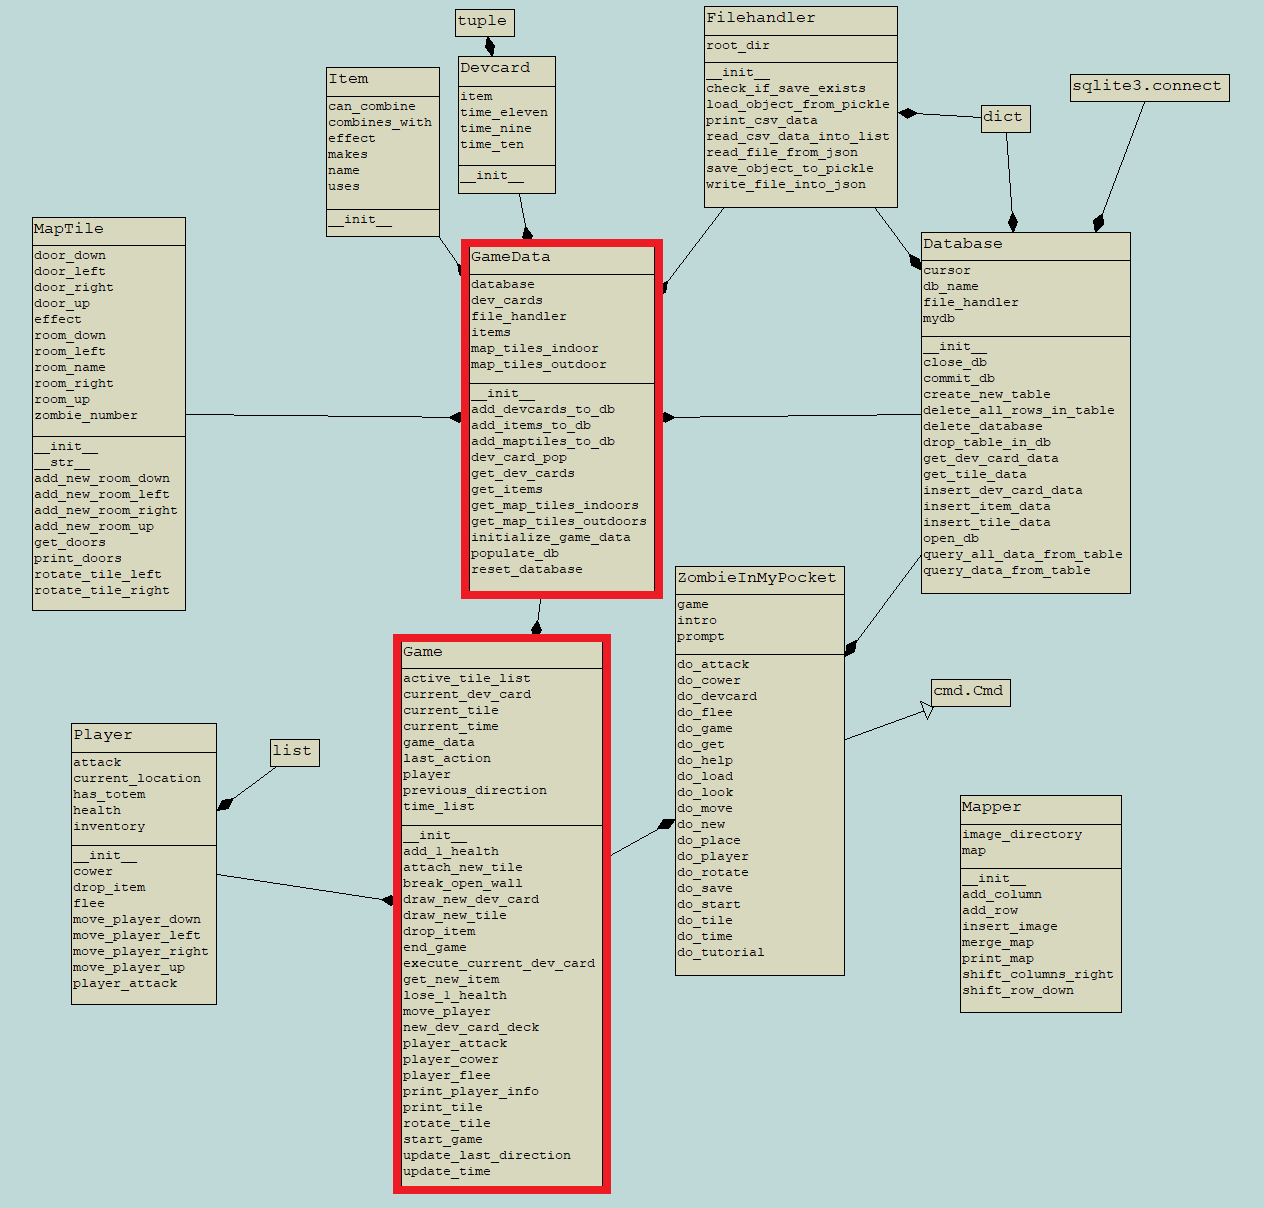 tuple
Devcard
item
time_eleven
time_nine
time_ten
__init__
Item
can_combine
combines_with
effect
makes
name
uses
__init__
Filehandler
root_dir
__init__
check_if_save_exists
load_object_from_pickle
print_csv_data
read_csv_data_into_list
read_file_from_json
save_object_to_pickle
write_file_into_json
dict
sqlite3.connect
MapTile
door_down
door_left
door_right
door_up
effect
room_down
room_left
room_name
room_right
room_up
zombie_number
__init__
__str__
add_new_room_down
add_new_room_left
add_new_room_right
add_new_room_up
get_doors
print_doors
rotate_tile_left
rotate_tile_right
GameData
database
dev_cards
file_handler
items
map_tiles_indoor
map_tiles_outdoor
__init__
add_devcards_to_db
add_items_to_db
add_maptiles_to_db
dev_card_pop
get_dev_cards
get_items
get_map_tiles_indoors
get_map_tiles_outdoors
initialize_game_data
populate_db
reset_database
Database
cursor
db_name
file_handler
mydb
__init__
close_db
commit_db
create_new_table
delete_all_rows_in_table
delete_database
drop_table_in_db
get_dev_card_data
get_tile_data
insert_dev_card_data
insert_item_data
insert_tile_data
open_db
query_all_data_from_table
query_data_from_table
ZombieInMyPocket
game
intro
prompt
do_attack
do_cower
do_devcard
do_flee
do_game
do_get
do_help
do_load
do_look
do_move
do_new
do_place
do_player
do_rotate
do_save
do_start
do_tile
do_time
do_tutorial
cmd.Cmd
Game
active_tile_list
current_dev_card
current_tile
current_time
game_data
last_action
player
previous_direction
time_list
__init__
add_1_health
attach_new_tile
break_open_wall
draw_new_dev_card
draw_new_tile
drop_item
end_game
execute_current_dev_card
get_new_item
lose_1_health
move_player
new_dev_card_deck
player_attack
player_cower
player_flee
print_player_info
print_tile
rotate_tile
start_game
update_last_direction
update_time
Player
attack
current_location
has_totem
health
inventory
__init__
cower
drop_item
flee
move_player_down
move_player_left
move_player_right
move_player_up
player_attack
list
Mapper
image_directory
map
__init__
add_column
add_row
insert_image
merge_map
print_map
shift_columns_right
shift_row_down